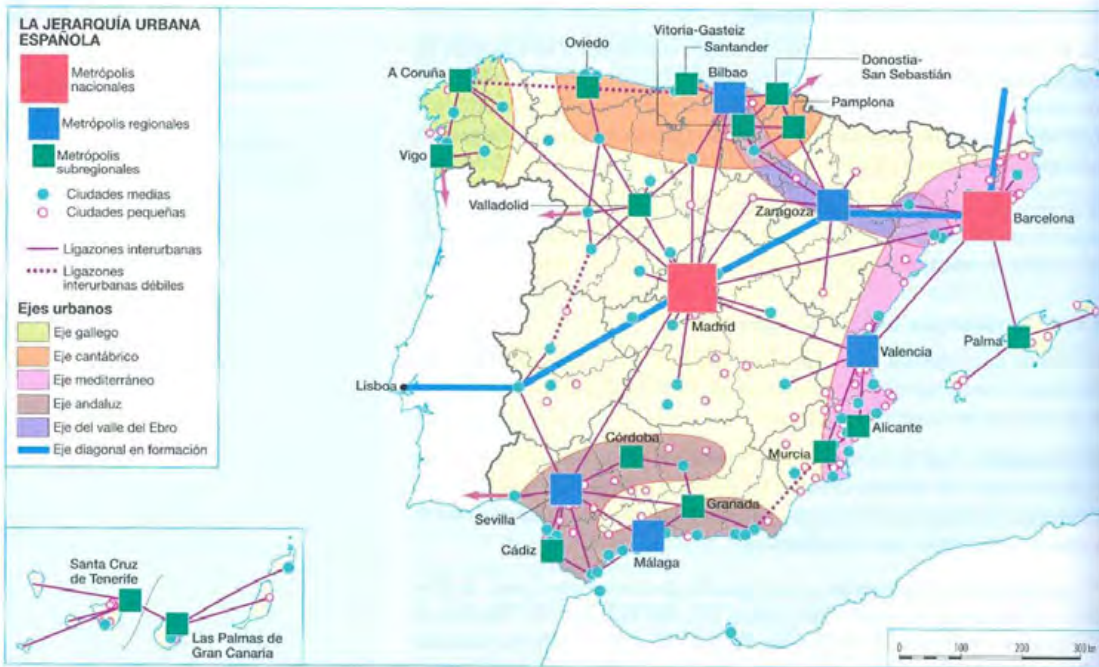 LA JERARQUÍA URBANA
ESPAÑOLA
Metrópolis
nacionales
Metrópolis regionales
Metrópolis
subregionales
Ciudades medias
Ciudades pequeñas
Ligazones interurbanas
Ligazones
interurbanas débiles
Ejes urbanos
Eje gallego
Eje cantábrico
Eje mediterráneo
Eje andaluz
Eje del valle del Ebro
Eje diagonal en formación
Vitoria-Gasteiz
Oviedo
Santander
A Coruña
Bilbao
Donostia-
San Sebastián
Pamplona
Vigo
Valladolid
Zaragoza
Barcelona
Madrid
Valencia
Palma
Lisboa
Alicante
Córdoba
Murcia
Sevilla
Granada
Cádiz
Málaga
Santa Cruz
de Tenerife
Las Palmas de
Gran Canaria
0 100 200 300 km